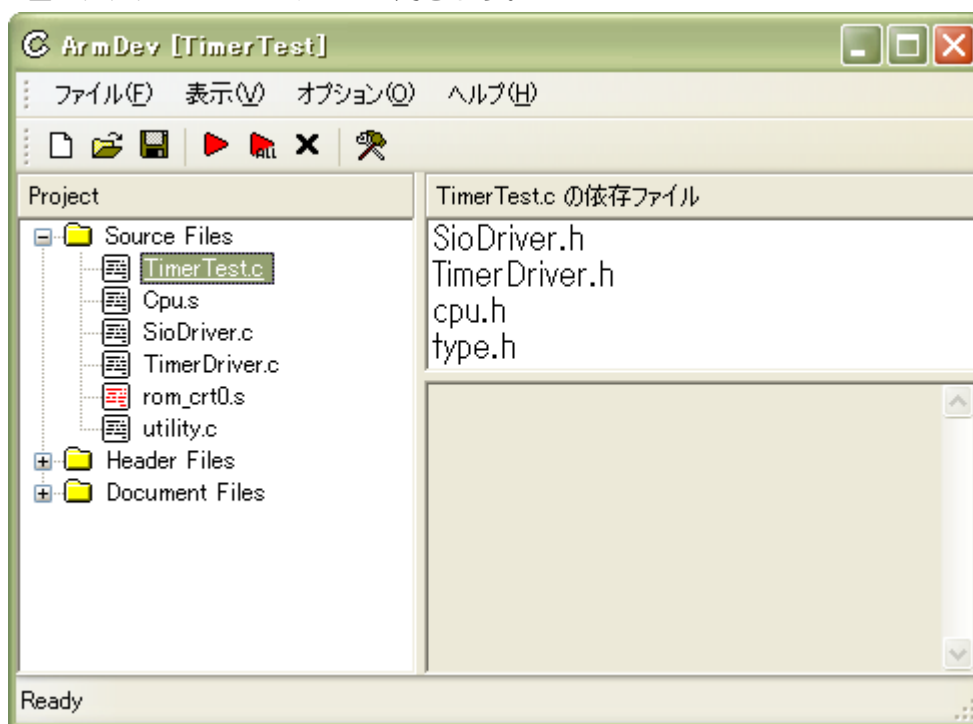 ArmDev [TimerTest]
ファイル(F) 表示(V) オプション(O) ヘルプ(H)
ALL
Project
Source Files
TimerTest.c
Cpu.s
SioDriver.c
TimerDriver.c
rom_crt0.s
utility.c
Header Files
Document Files
TimerTest.c の依存ファイル
SioDriver.h
TimerDriver.h
cpu.h
type.h
Ready